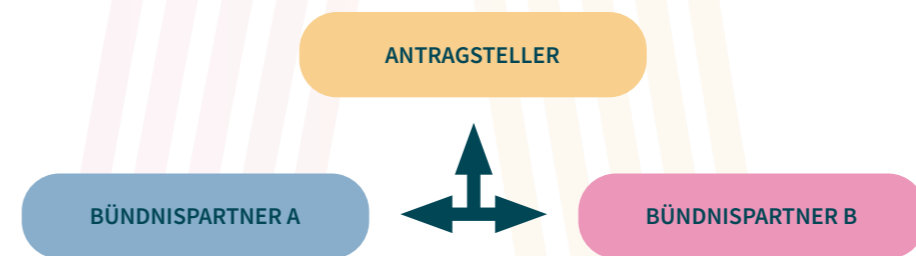 ANTRAGSTELLER
BÜNDNISPARTNER A
BÜNDNISPARTNER B